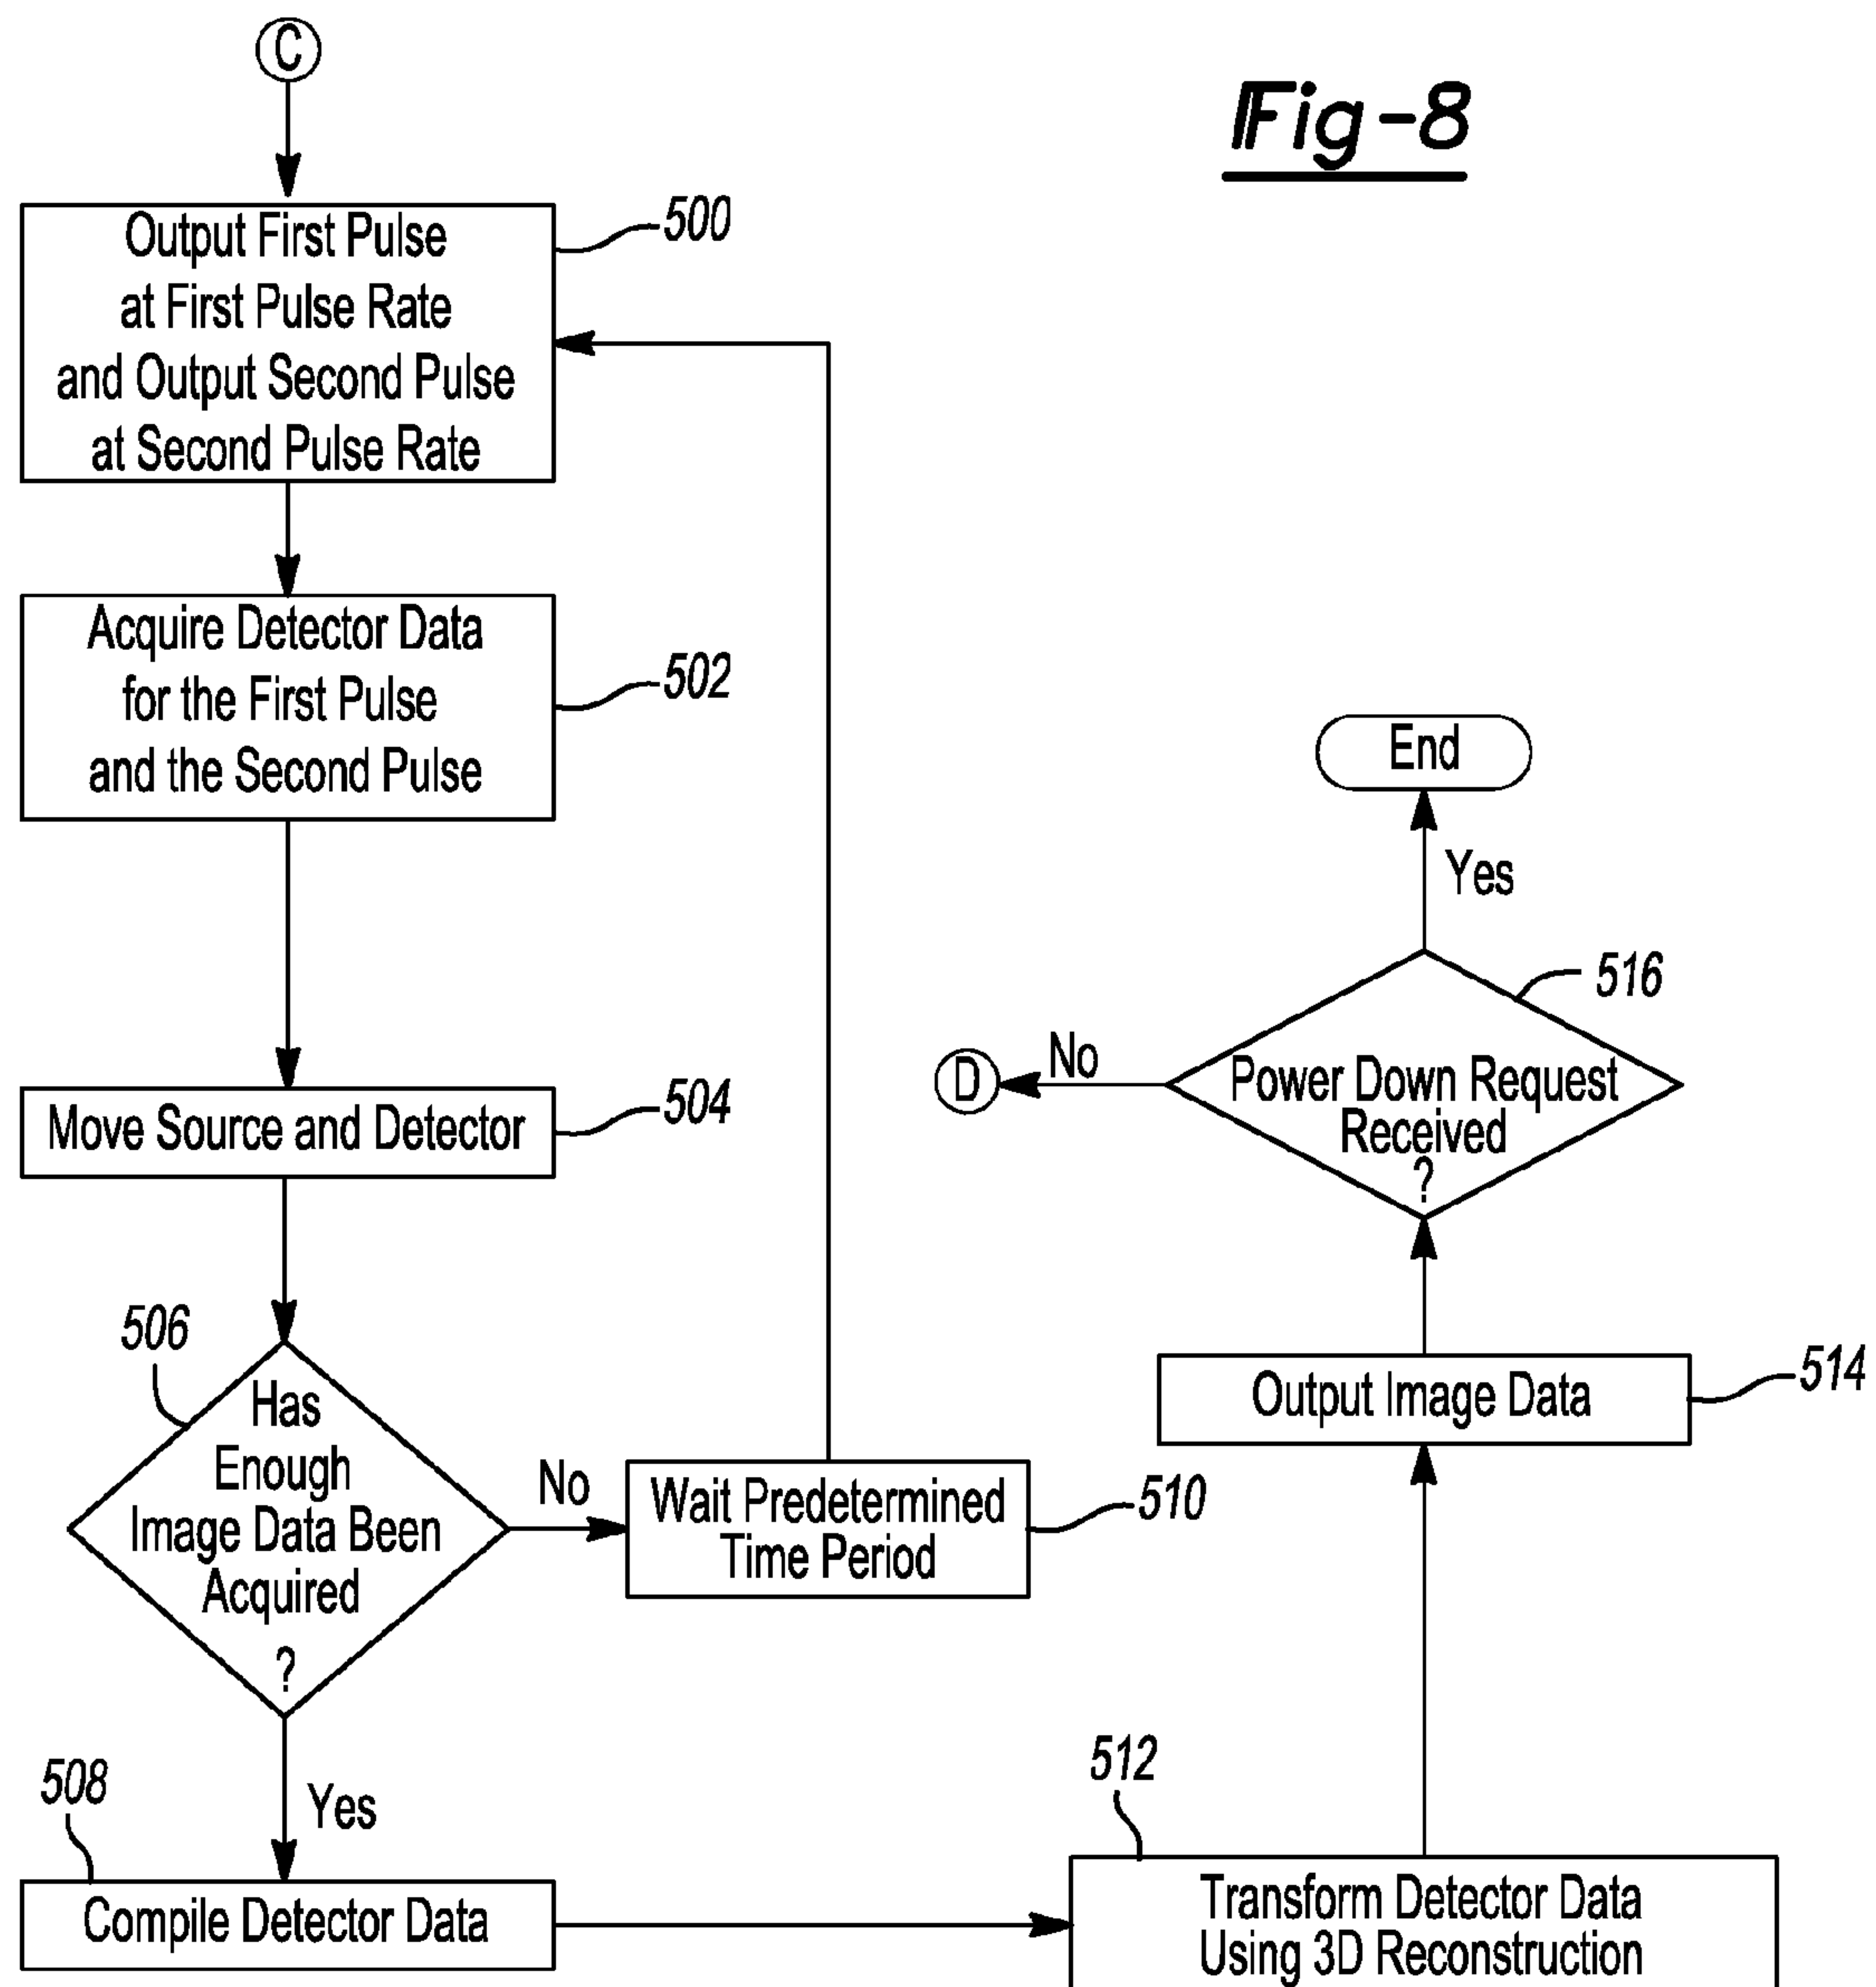 C
Fig-8
Output First Pulse
at First Pulse Rate
and Output Second Pulse
at Second Pulse Rate
500
Acquire Detector Data
for the First Pulse
and the Second Pulse
502
Move Source and Detector
504
506
Has
Enough
Image Data Been
Acquired
?
No
Wait Predetermined
Time Period
510
Yes
508
Compile Detector Data
512
Transform Detector Data
Using 3D Reconstruction
Output Image Data
514
Power Down Request
Received
?
516
No
D
Yes
End